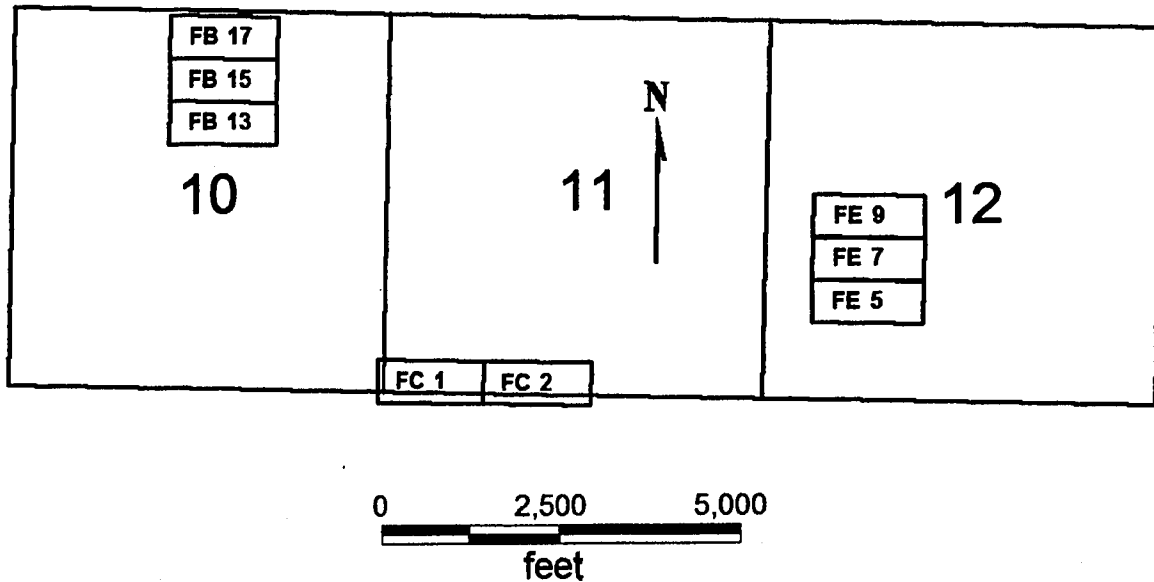 FB 17
FB 15
FB 13
N
10
11
12
FE 9
FE 7
FE 5
FC 1
FC 2
0 2,500 5,000
feet